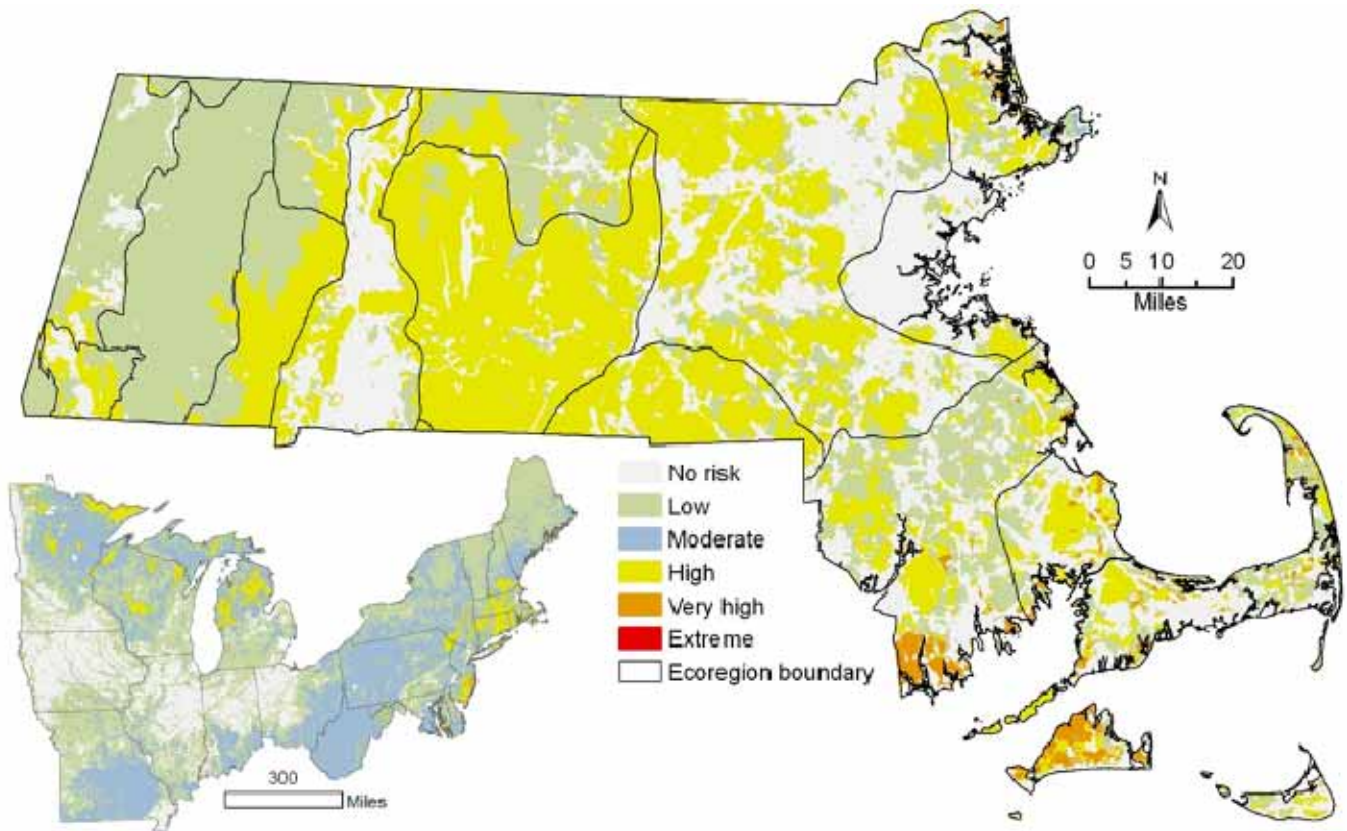 N
0 5 10 20
Miles
No risk
Low
Moderate
High
Very high
Extreme
Ecoregion boundary
300
Miles